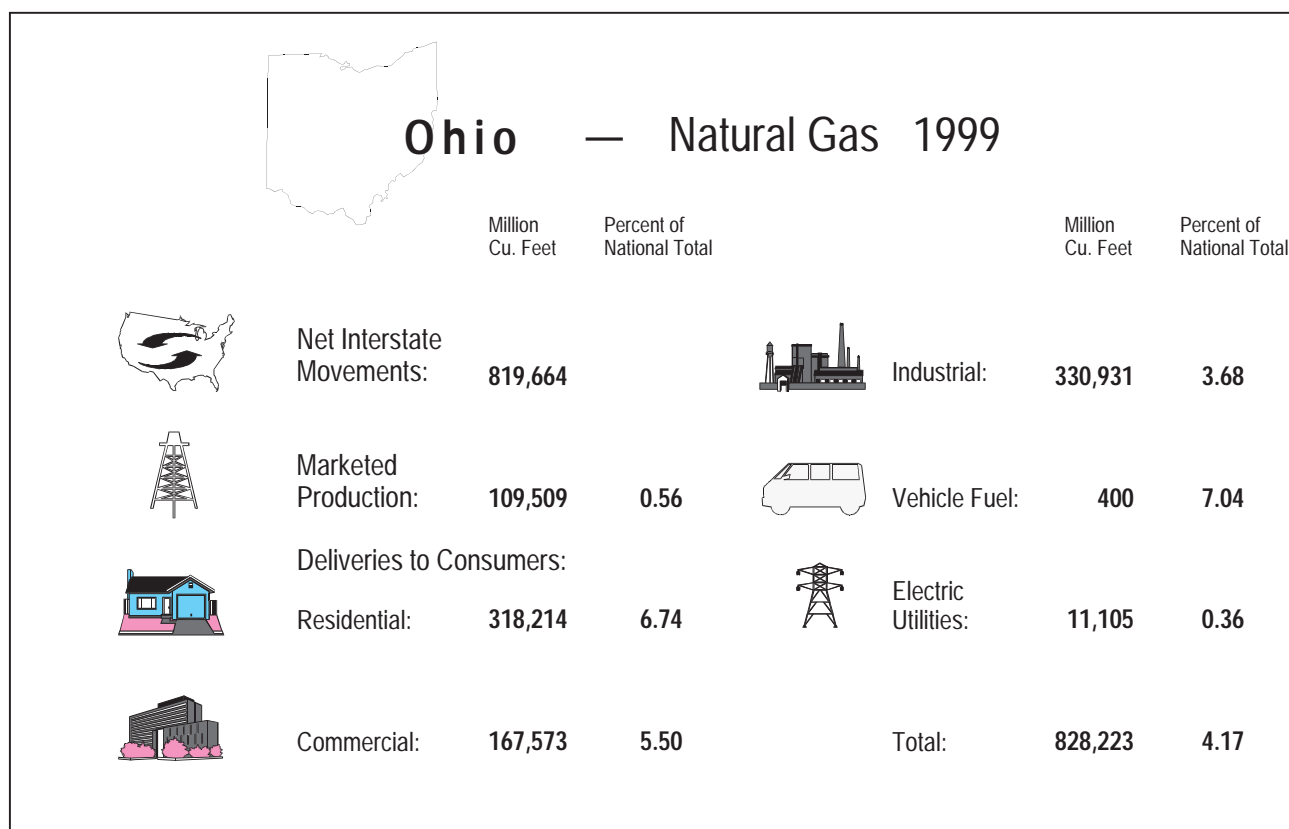 Ohio — Natural Gas 1999
Million Cu. Feet
Percent of National Total
Million Cu. Feet
Percent of National Total
Net Interstate
Movements: 819,664
Marketed
Production: 109,509 0.56
Deliveries to Consumers:
Residential: 318,214 6.74
Commercial: 167,573 5.50
Industrial: 330,931 3.68
Vehicle Fuel: 400 7.04
Electric
Utilities: 11,105 0.36
Total: 828,223 4.17